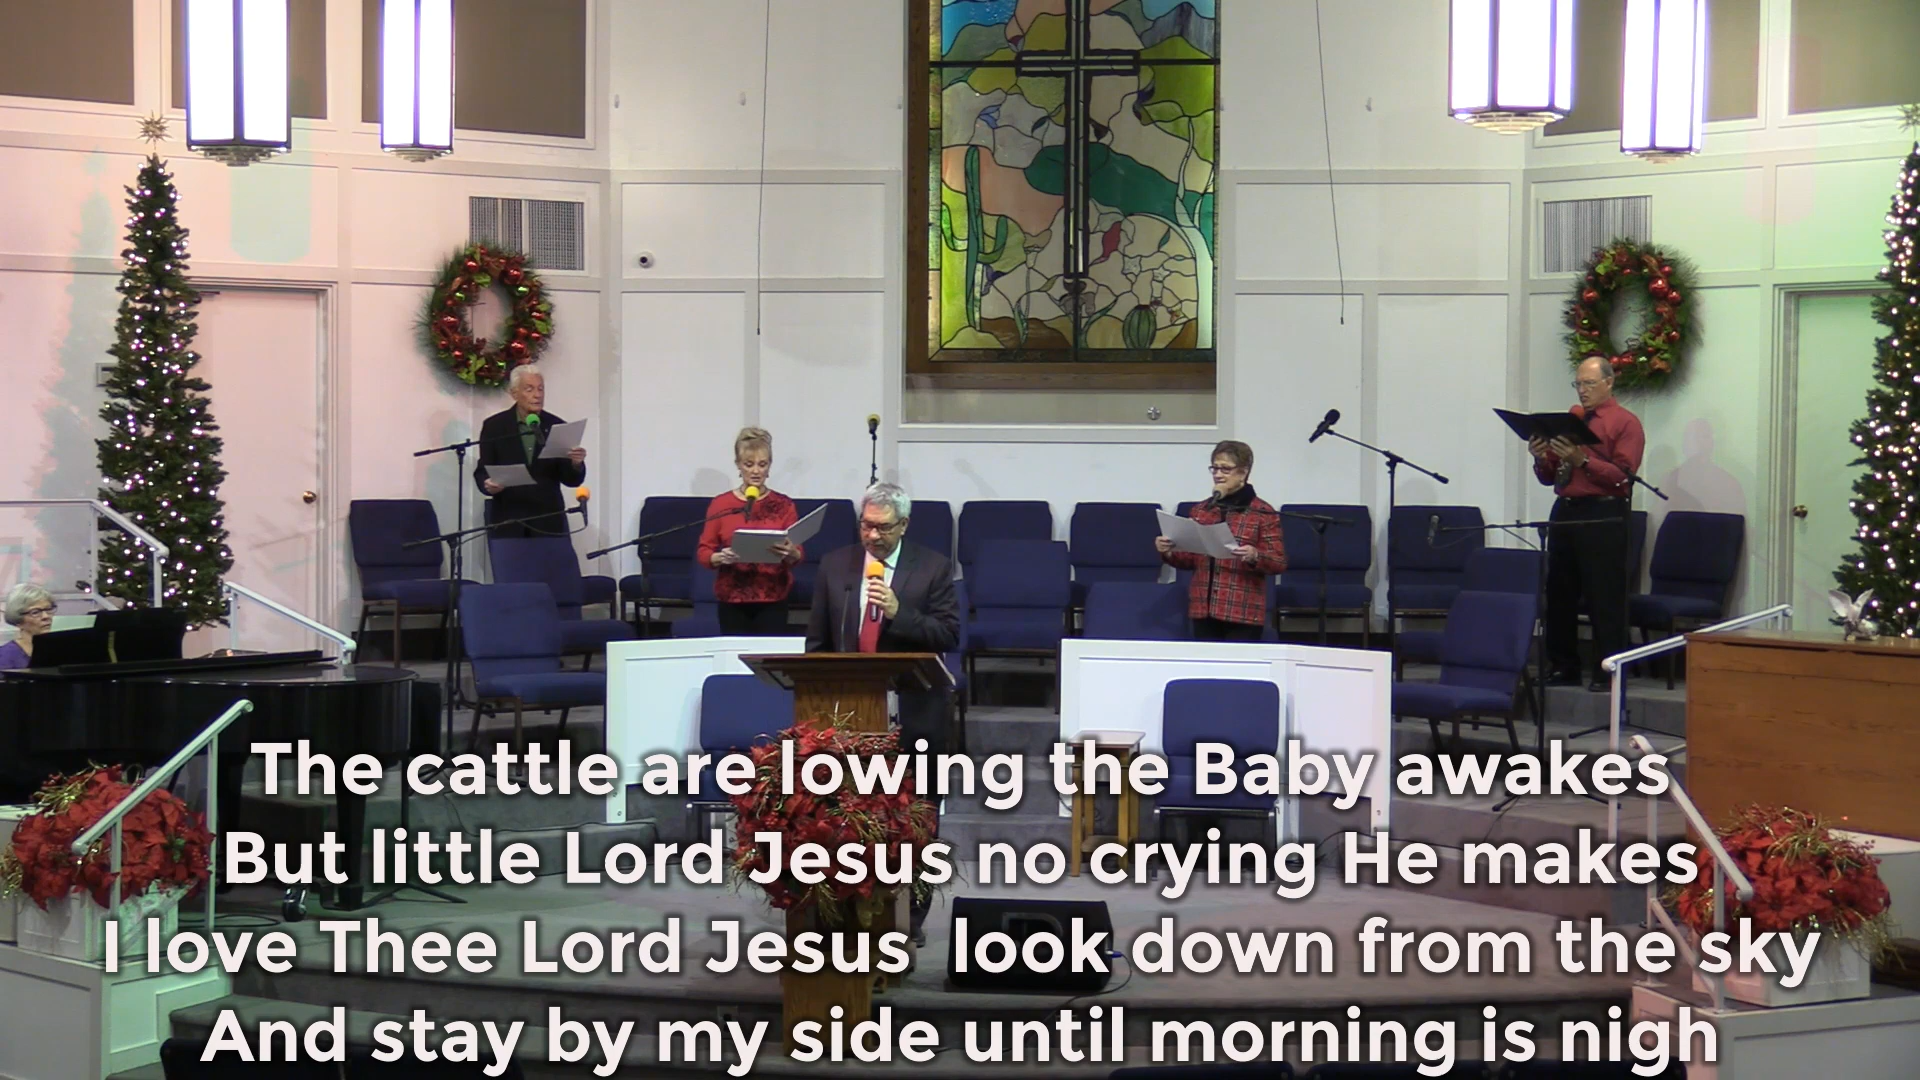 The cattle are lowing the Baby awakes
But little Lord Jesus no crying He makes
I love Thee Lord Jesus look down from the sky
And stay by my side until morning is nigh